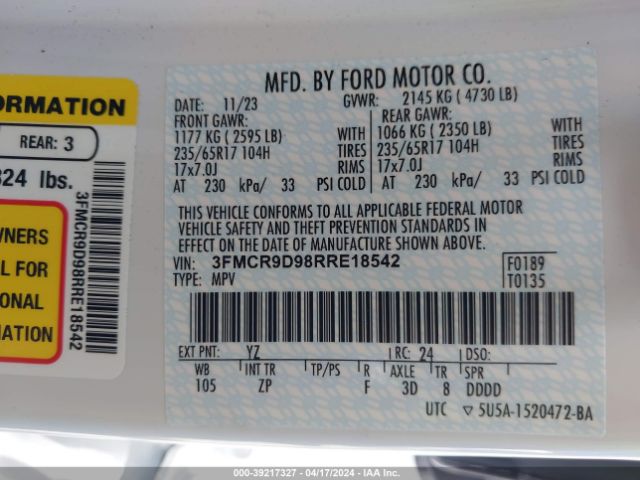 ORMATION
REAR: 3
324 lbs.
WNERS
L FOR
IONAL
MATION
3FMCR9D98RRE18542
MFD. BY FORD MOTOR CO.
DATE: 11/23 GVWR: 2145 KG ( 4730 LB)
FRONT GAWR: REAR GAWR:
1177 KG ( 2595 LB) WITH 1066 KG ( 2350 LB) WITH
235/65R17 104H TIRES 235/65R17 104H TIRES
17x7.0J RIMS 17x7.0J RIMS
AT 230 kPa/ 33 PSI COLD AT 230 kPa/ 33 PSI COLD
THIS VEHICLE CONFORMS TO ALL APPLICABLE FEDERAL MOTOR
VEHICLE SAFETY AND THEFT PREVENTION STANDARDS IN
EFFECT ON THE DATE OF MANUFACTURE SHOWN ABOVE.
VIN: 3FMCR9D98RRE18542 F0189
TYPE: MPV T0135
EXT PNT: YZ RC: 24 DSO:
WB INT TR TP/PS R AXLE TR SPR
105 ZP F 3D 8 DDDD
UTC ▽ 5U5A-1520472-BA
000-39217327 - 04/17/2024 - IAA Inc.